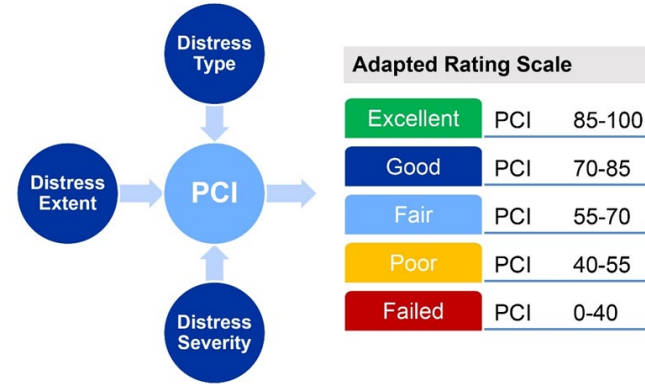 Distress
Type
Distress
Extent
PCI
Distress
Severity
Adapted Rating Scale
Excellent PCI 85-100
Good PCI 70-85
Fair PCI 55-70
Poor PCI 40-55
Failed PCI 0-40